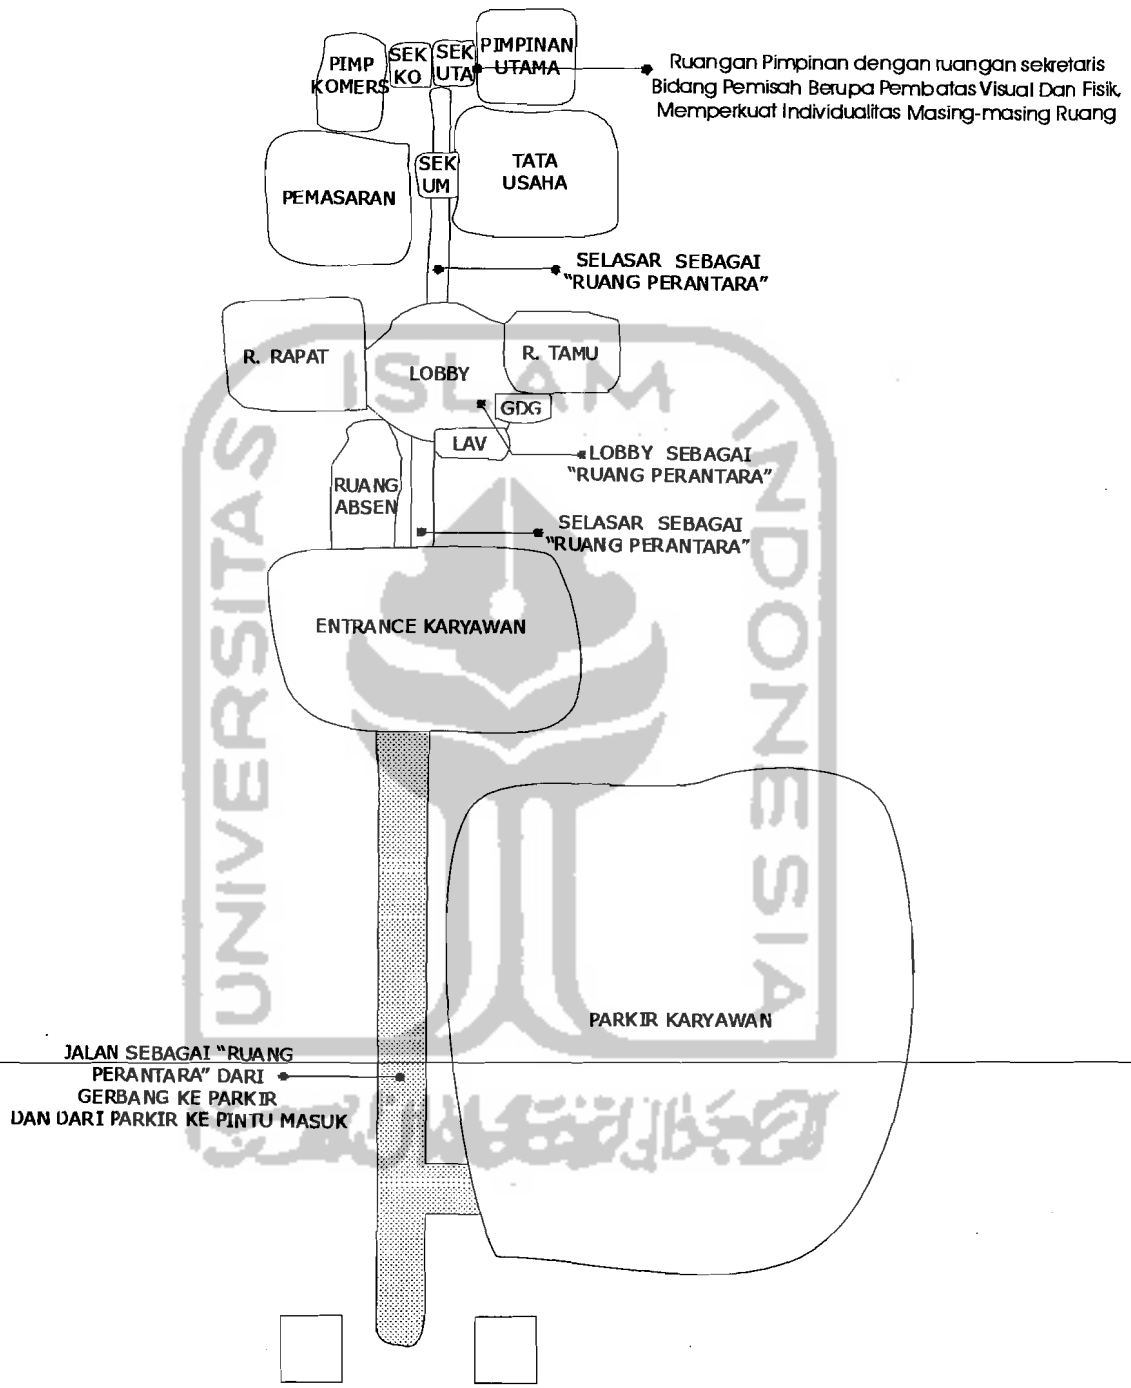 PIMP
KOMERS
SEK
KO
SEK
UTA
PIMPINAN
UTAMA
Ruangan Pimpinan dengan ruangan sekretaris
Bidang Pemisah Berupa Pembatas Visual Dan Fisik,
Memperkuat Individualitas Masing-masing Ruang
PEMASARAN
SEK
UM
TATA
USAHA
SELASAR SEBAGAI
"RUANG PERANTARA"
R. RAPAT
LOBBY
R. TAMU
GDG
LAV
LOBBY SEBAGAI
"RUANG PERANTARA"
RUANG
ABSEN
SELASAR SEBAGAI
"RUANG PERANTARA"
ENTRANCE KARYAWAN
PARKIR KARYAWAN
JALAN SEBAGAI "RUANG
PERANTARA" DARI
GERBANG KE PARKIR
DAN DARI PARKIR KE PINTU MASUK
UNIVERSITAS
ISLAM
INDONESIA